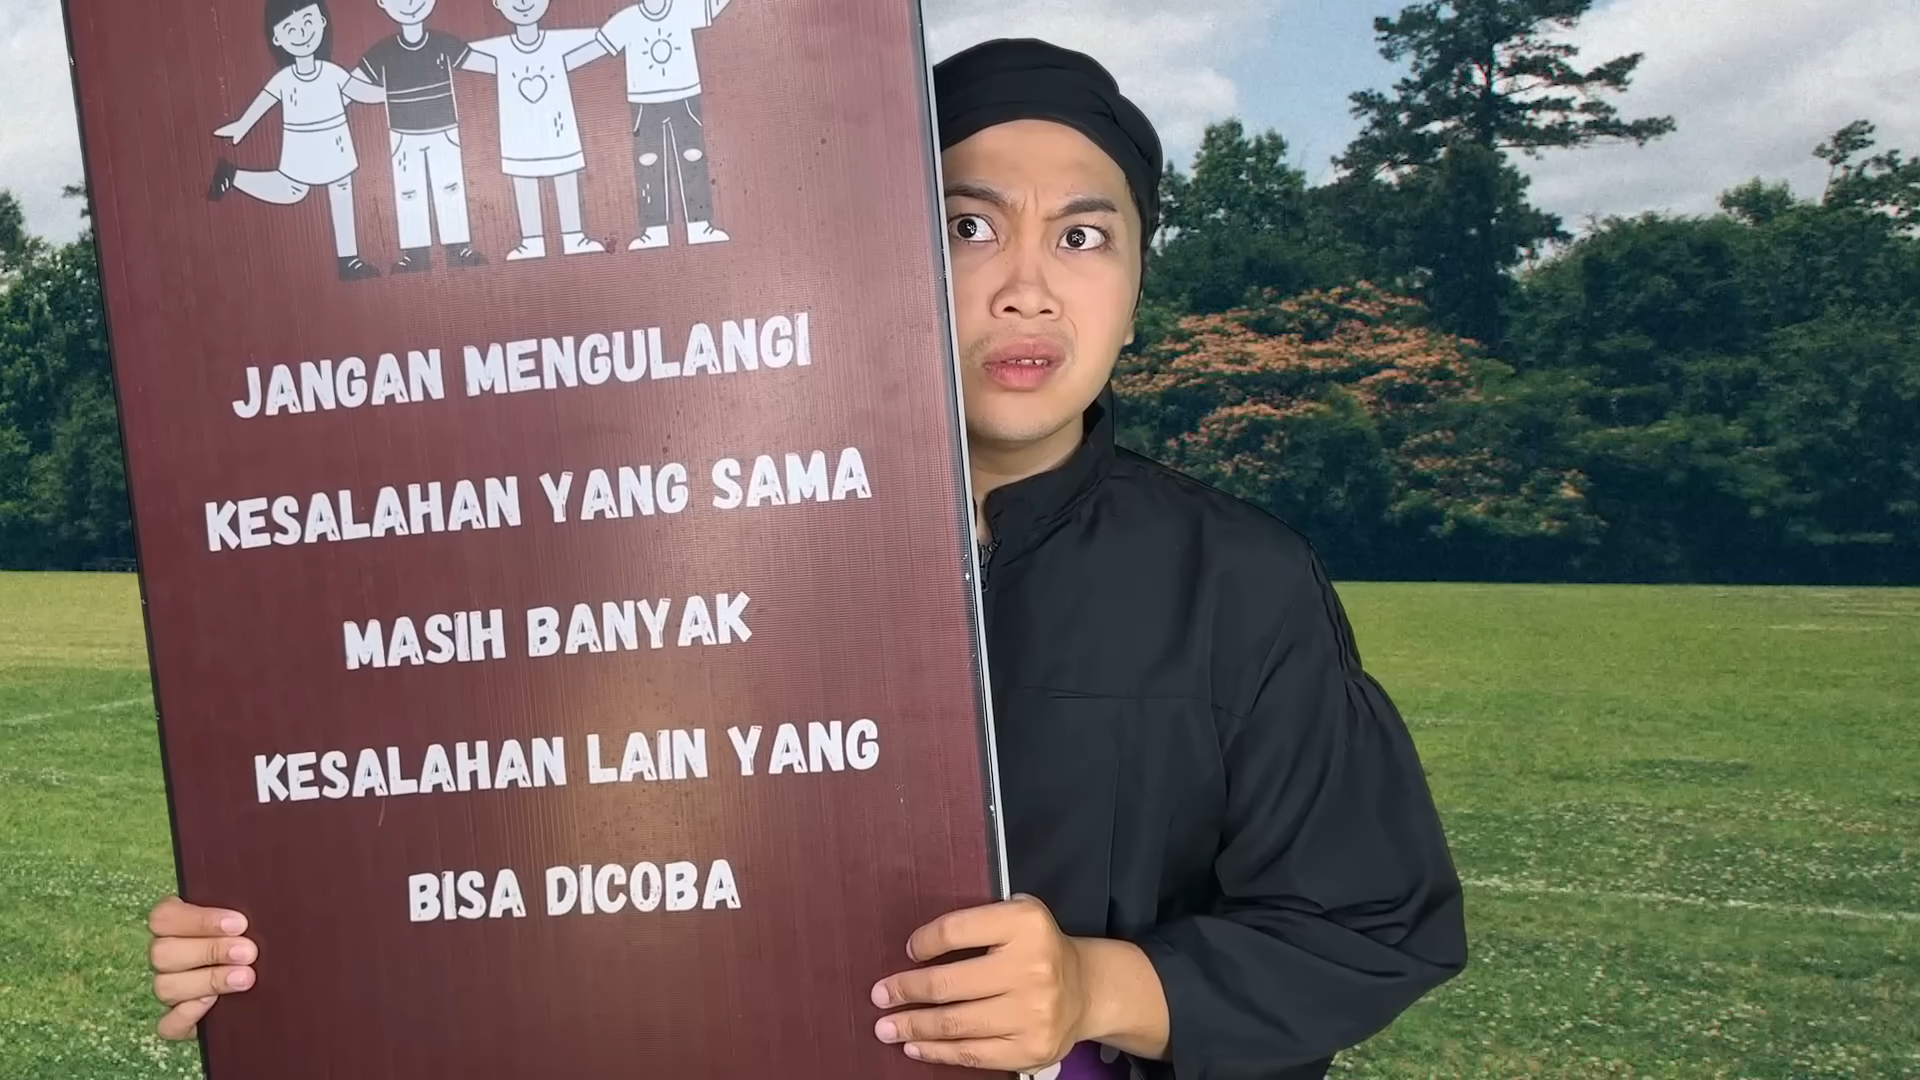 JANGAN MENGULANGI
KESALAHAN YANG SAMA
MASIH BANYAK
KESALAHAN LAIN YANG
BISA DICOBA